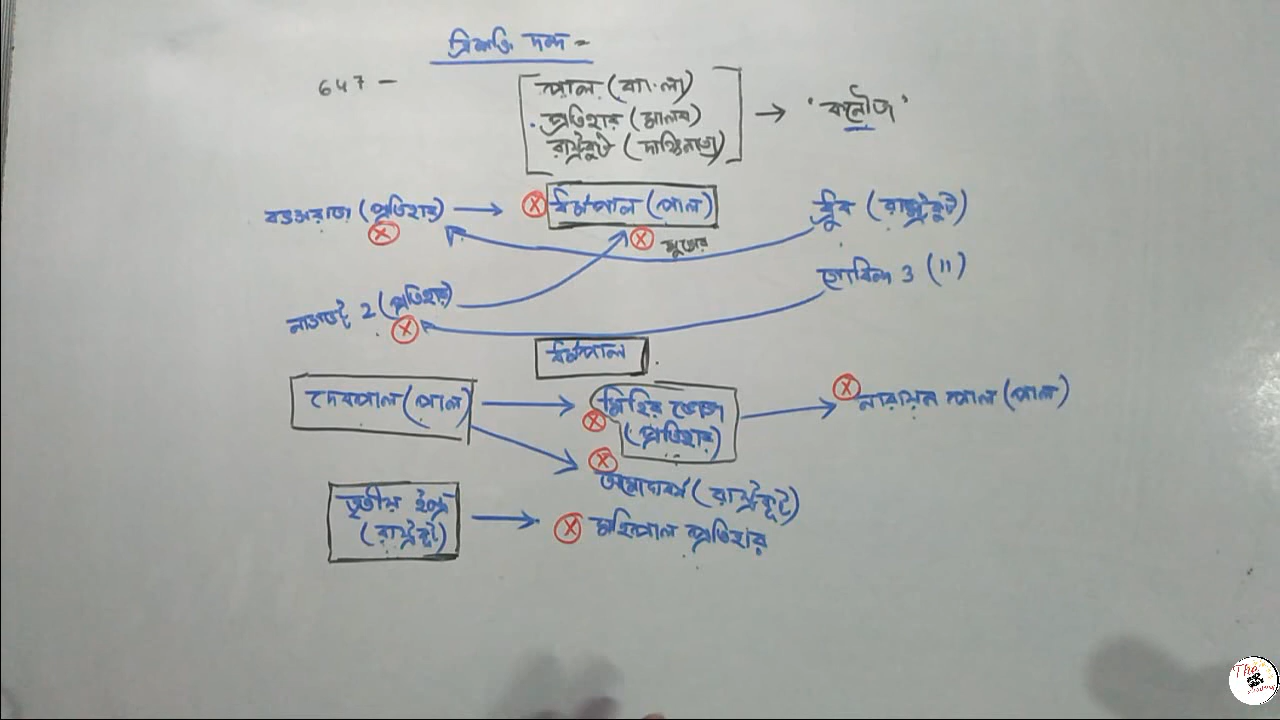 ত্রিশক্তি দ্বন্দ্ব =
647 -
পাল (বাংলা)
প্রতিহার (মালব) → 'কনৌজ'
রাষ্ট্রকূট (দাক্ষিণাত্য)
বৎসরাজ (প্রতিহার) → ধর্মপাল (পাল) ধ্রুব (রাষ্ট্রকূট)
মুঙ্গের
নাগভট্ট 2 (প্রতিহার) গোবিন্দ 3 (")
ধর্মপাল
দেবপাল (পাল) → মিহির ভোজ → নারায়ন পাল (পাল)
(প্রতিহার)
অমোঘবর্ষ (রাষ্ট্রকূট)
তৃতীয় ইন্দ্র
(রাষ্ট্রকূট) → মহিপাল প্রতিহার
The